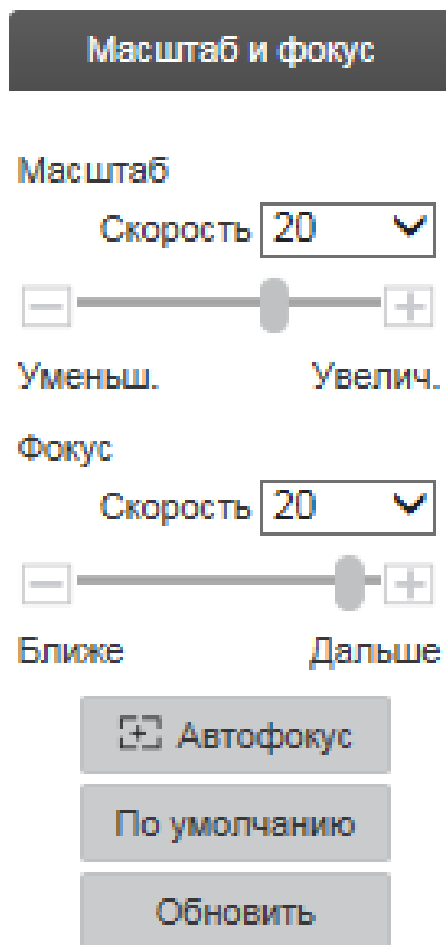 Масштаб и фокус
Масштаб
Скорость 20
Уменьш. Увелич.
Фокус
Скорость 20
Ближе Дальше
Автофокус
По умолчанию
Обновить